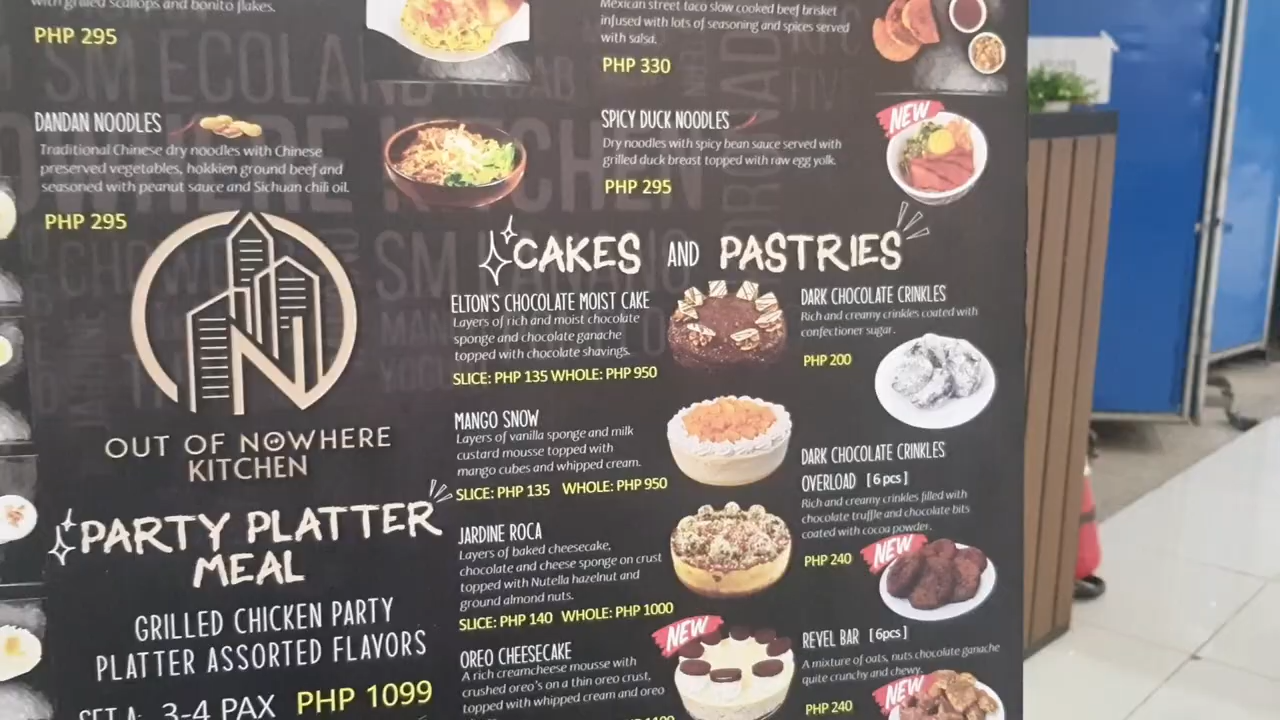 with grilled scallops and bonito flakes.
PHP 295
DANDAN NOODLES
Traditional Chinese dry noodles with Chinese
preserved vegetables, hokkien ground beef and
seasoned with peanut sauce and Sichuan chili oil.
PHP 295
Mexican street taco slow cooked beef brisket
infused with lots of seasoning and spices served
with salsa.
PHP 330
SPICY DUCK NOODLES
NEW
Dry noodles with spicy bean sauce served with
grilled duck breast topped with raw egg yolk.
PHP 295
OUT OF NOWHERE
KITCHEN
PARTY PLATTER
MEAL
GRILLED CHICKEN PARTY
PLATTER ASSORTED FLAVORS
SET A: 3-4 PAX PHP 1099
CAKES AND PASTRIES
ELTON'S CHOCOLATE MOIST CAKE
Layers of rich and moist chocolate
sponge and chocolate ganache
topped with chocolate shavings.
SLICE: PHP 135 WHOLE: PHP 950
MANGO SNOW
Layers of vanilla sponge and milk
custard mousse topped with
mango cubes and whipped cream.
SLICE: PHP 135 WHOLE: PHP 950
JARDINE ROCA
Layers of baked cheesecake,
chocolate and cheese sponge on crust
topped with Nutella hazelnut and
ground almond nuts.
SLICE: PHP 140 WHOLE: PHP 1000
NEW
OREO CHEESECAKE
A rich creamcheese mousse with
crushed oreo's on a thin oreo crust,
topped with whipped cream and oreo
DARK CHOCOLATE CRINKLES
Rich and creamy crinkles coated with
confectioner sugar.
PHP 200
DARK CHOCOLATE CRINKLES
OVERLOAD [6 pcs]
Rich and creamy crinkles filled with
chocolate truffle and chocolate bits
coated with cocoa powder.
PHP 240
NEW
REVEL BAR [6pcs]
A mixture of oats, nuts chocolate ganache
quite crunchy and chewy.
PHP 240
NEW
SM ECOLAND